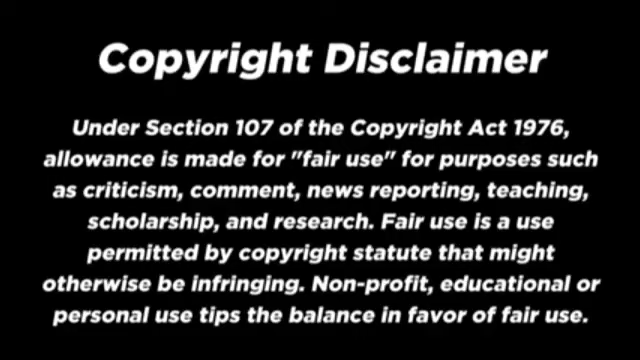 Copyright Disclaimer
Under Section 107 of the Copyright Act 1976,
allowance is made for "fair use" for purposes such
as criticism, comment, news reporting, teaching,
scholarship, and research. Fair use is a use
permitted by copyright statute that might
otherwise be infringing. Non-profit, educational or
personal use tips the balance in favor of fair use.